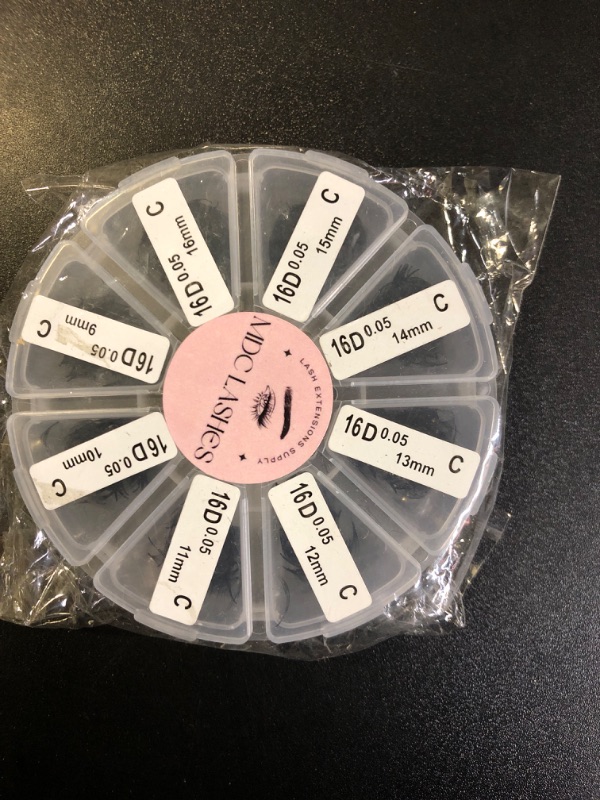 MDC LASHES
LASH EXTENSIONS SUPPLY
16D 0.05
9mm
C
16D 0.05
10mm
C
16D 0.05
11mm
C
16D 0.05
12mm
C
16D 0.05
13mm
C
16D 0.05
14mm
C
16D 0.05
15mm
C
16D 0.05
16mm
C